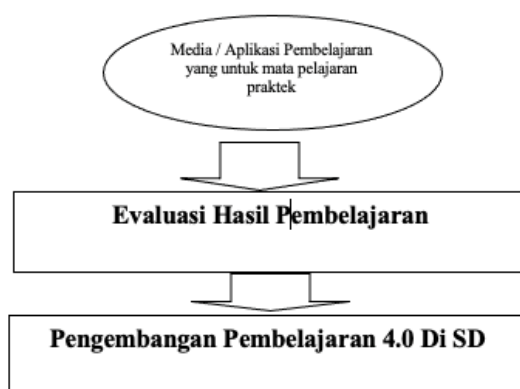 Media / Aplikasi Pembelajaran
yang untuk mata pelajaran
praktek
Evaluasi Hasil Pembelajaran
Pengembangan Pembelajaran 4.0 Di SD